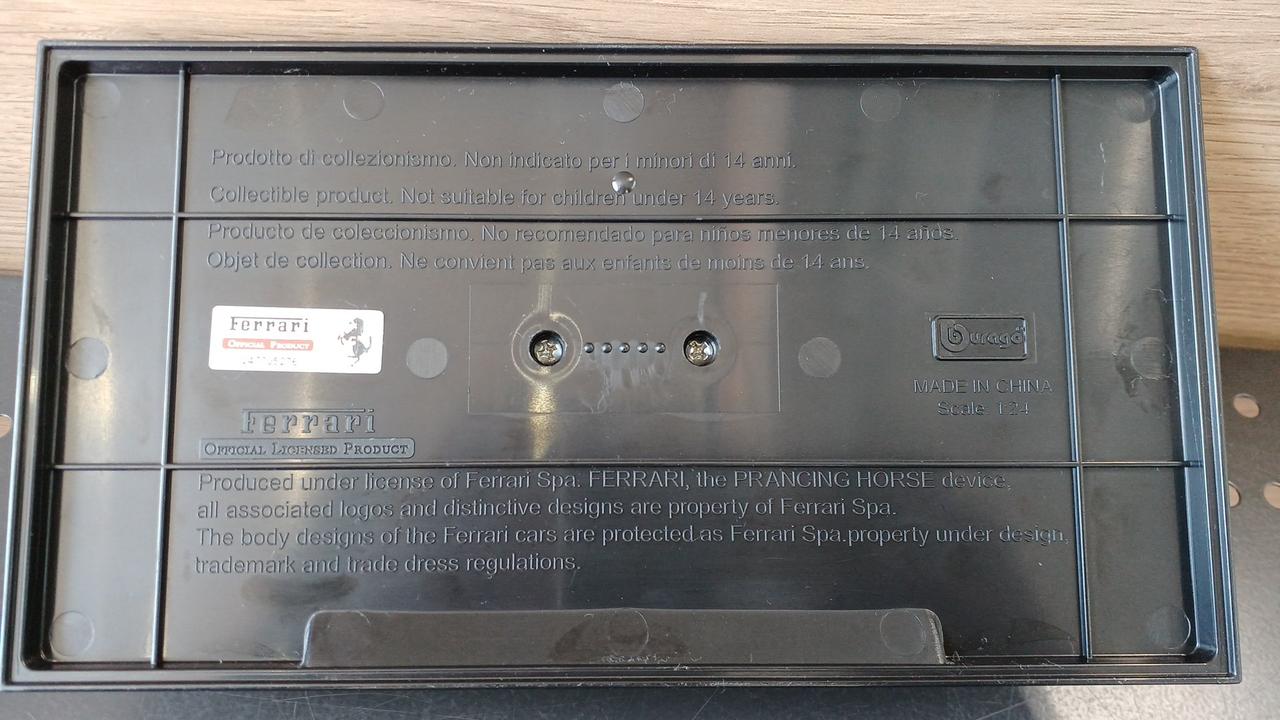 Prodotto di collezionismo. Non indicato per i minori di 14 anni.
Collectible product. Not suitable for children under 14 years.
Producto de coleccionismo. No recomendado para niños menores de 14 años.
Objet de collection. Ne convient pas aux enfants de moins de 14 ans.
Ferrari
OFFICIAL PRODUCT
Burago
MADE IN CHINA
Scale 1:24
Ferrari
OFFICIAL LICENSED PRODUCT
Produced under license of Ferrari Spa. FERRARI, the PRANCING HORSE device,
all associated logos and distinctive designs are property of Ferrari Spa.
The body designs of the Ferrari cars are protected as Ferrari Spa.property under design,
trademark and trade dress regulations.